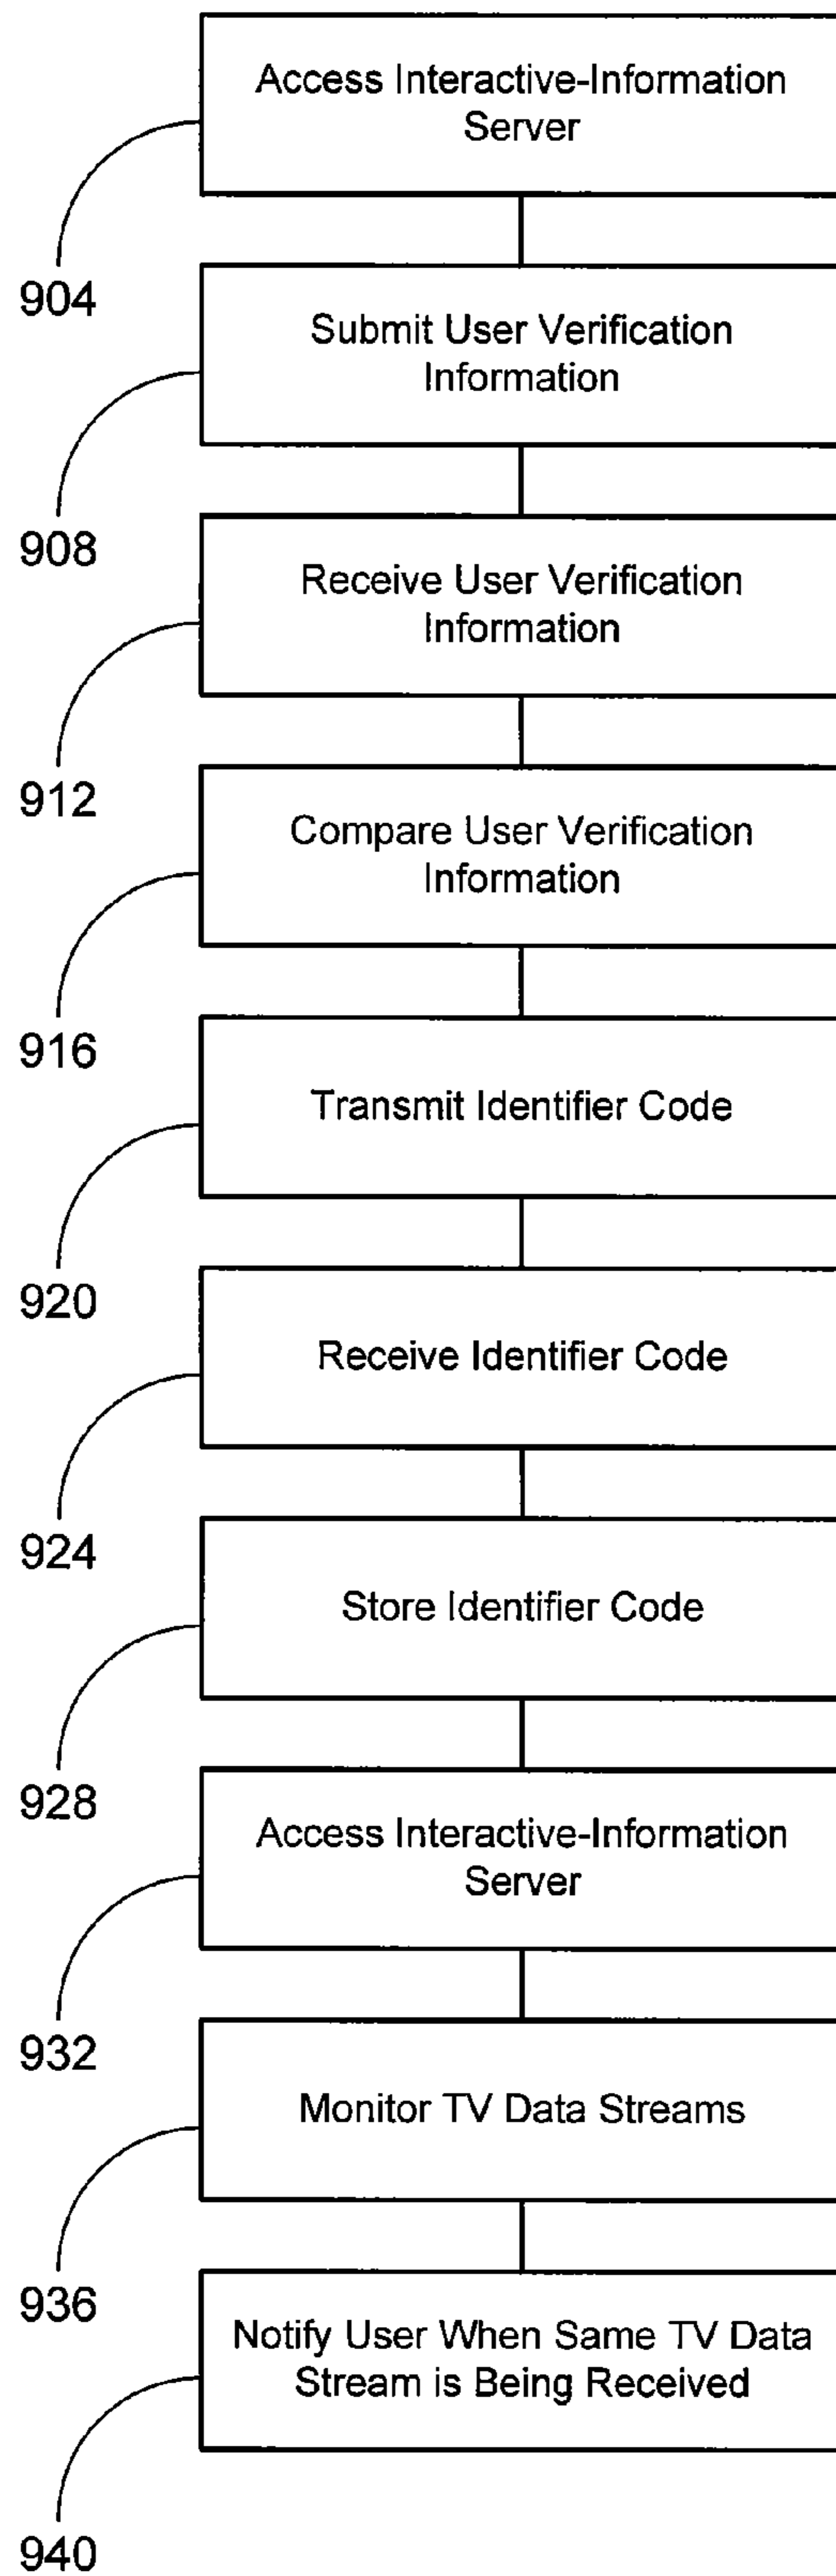 Access Interactive-Information
Server
904
Submit User Verification
Information
908
Receive User Verification
Information
912
Compare User Verification
Information
916
Transmit Identifier Code
920
Receive Identifier Code
924
Store Identifier Code
928
Access Interactive-Information
Server
932
Monitor TV Data Streams
936
Notify User When Same TV Data
Stream is Being Received
940